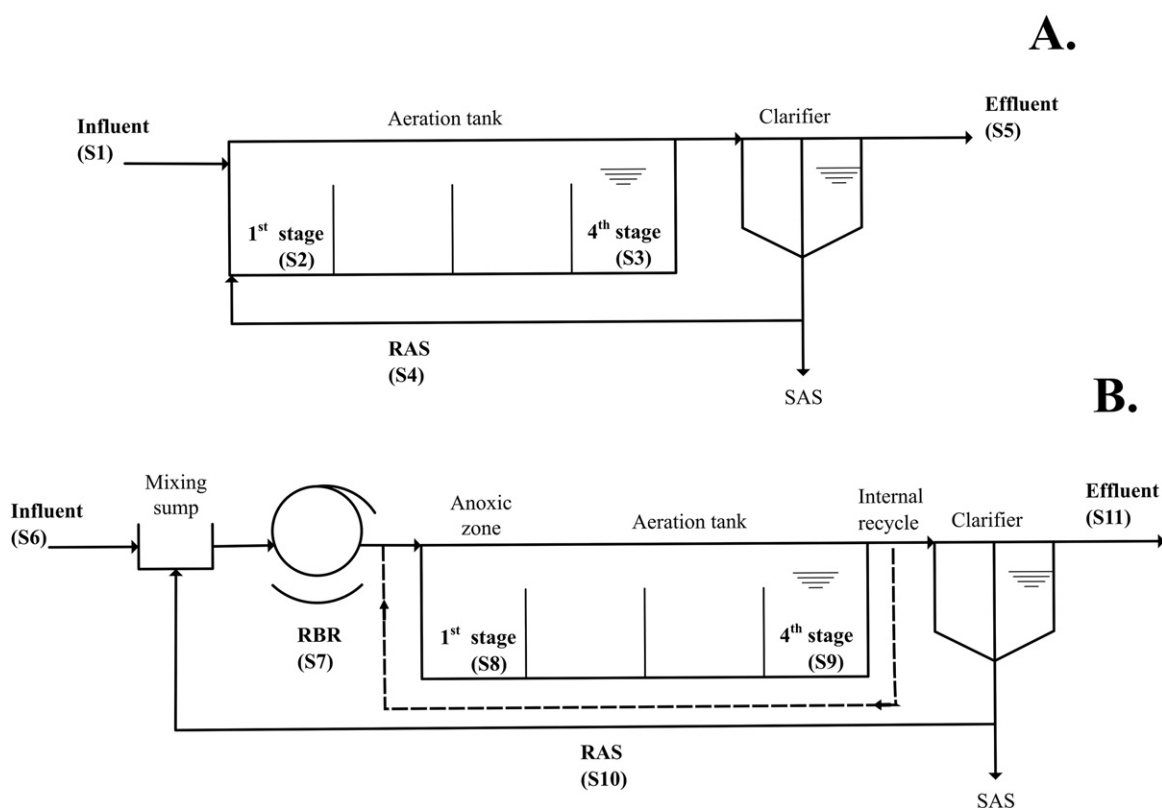 A.
Influent
(S1)
Aeration tank
Clarifier
Effluent
(S5)
1st stage
(S2)
4th stage
(S3)
RAS
(S4)
SAS
B.
Influent
(S6)
Mixing
sump
RBR
(S7)
Anoxic
zone
Aeration tank
Internal
recycle
Clarifier
Effluent
(S11)
1st stage
(S8)
4th stage
(S9)
RAS
(S10)
SAS